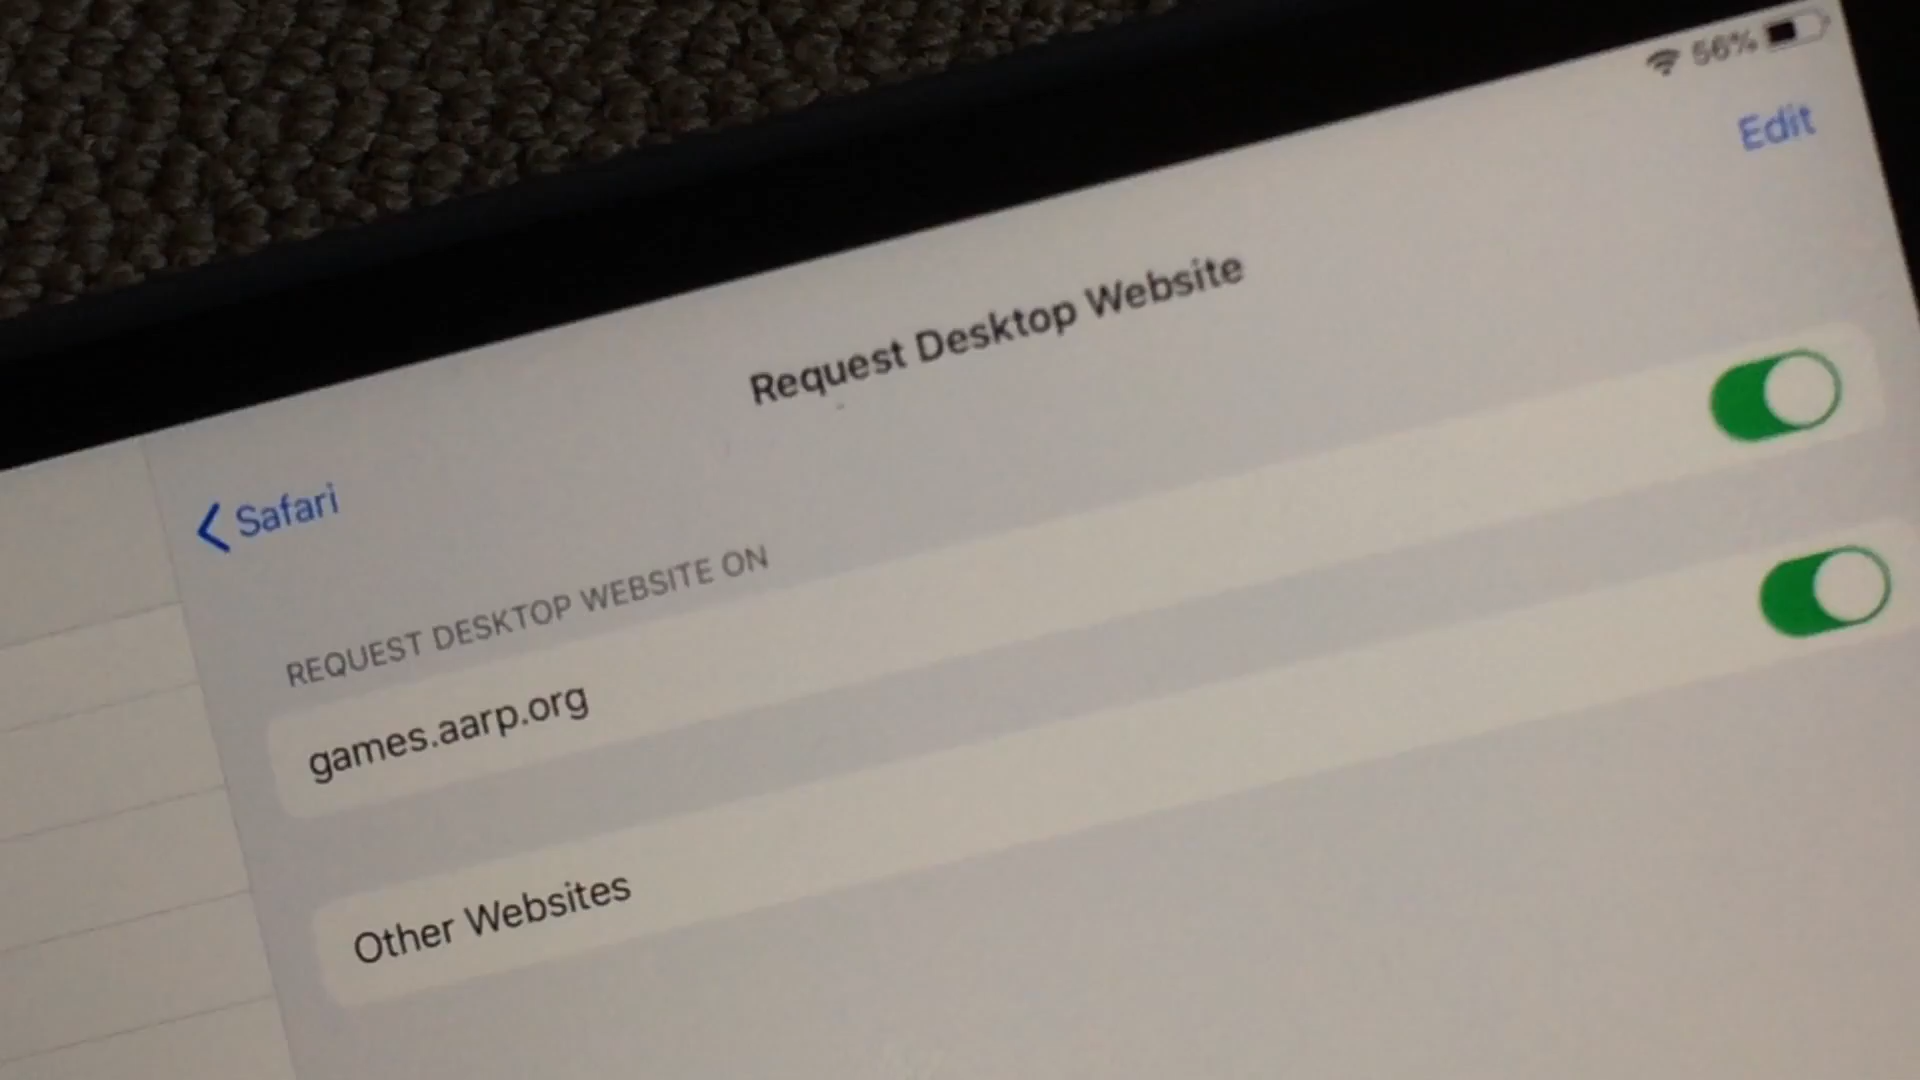 56%
Edit
Request Desktop Website
Safari
REQUEST DESKTOP WEBSITE ON
games.aarp.org
Other Websites